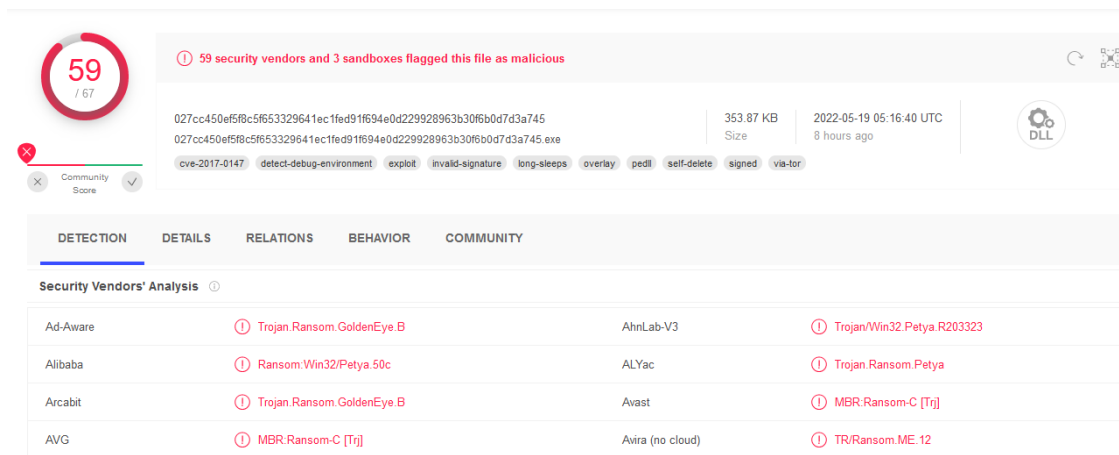 59
/ 67
59 security vendors and 3 sandboxes flagged this file as malicious
027cc450ef5f8c5f653329641ec1fed91f694e0d229928963b30f6b0d7d3a745
027cc450ef5f8c5f653329641ec1fed91f694e0d229928963b30f6b0d7d3a745.exe
353.87 KB
Size
2022-05-19 05:16:40 UTC
8 hours ago
DLL
cve-2017-0147 detect-debug-environment exploit invalid-signature long-sleeps overlay pedll self-delete signed via-tor
Community
Score
DETECTION DETAILS RELATIONS BEHAVIOR COMMUNITY
Security Vendors' Analysis
Ad-Aware Trojan.Ransom.GoldenEye.B AhnLab-V3 Trojan/Win32.Petya.R203323
Alibaba Ransom:Win32/Petya.50c ALYac Trojan.Ransom.Petya
Arcabit Trojan.Ransom.GoldenEye.B Avast MBR:Ransom-C [Trj]
AVG MBR:Ransom-C [Trj] Avira (no cloud) TR/Ransom.ME.12